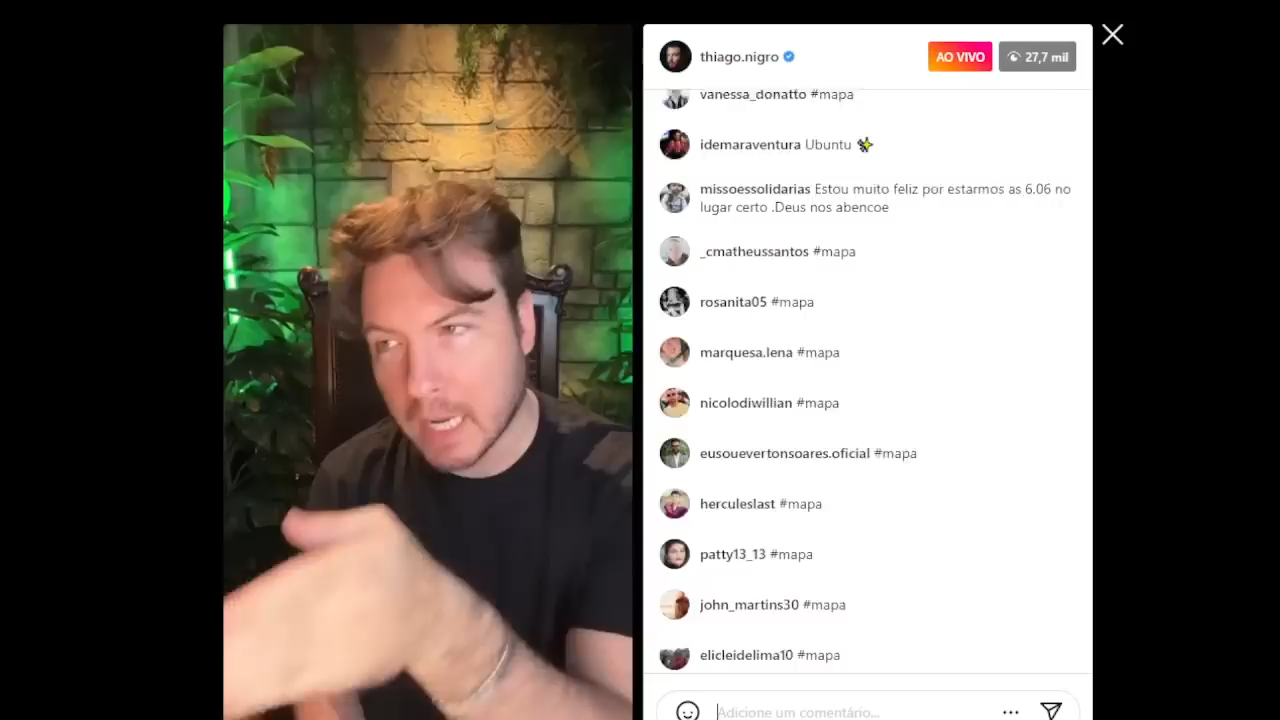 thiago.nigro
AO VIVO
27,7 mil
vanessa_donatto #mapa
idemaraventura Ubuntu
missoessolidarias Estou muito feliz por estarmos as 6.06 no
lugar certo .Deus nos abencoe
_cmatheussantos #mapa
rosanita05 #mapa
marquesa.lena #mapa
nicolodiwillian #mapa
eusouevertonsoares.oficial #mapa
herculeslast #mapa
patty13_13 #mapa
john_martins30 #mapa
elicleidelima10 #mapa
Adicione um comentário...